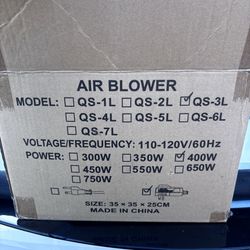 AIR BLOWER
MODEL: QS-1L QS-2L QS-3L
QS-4L QS-5L QS-6L
QS-7L
VOLTAGE/FREQUENCY: 110-120V/60Hz
POWER: 300W 350W 400W
450W 550W 650W
750W
SIZE: 35×35×25CM
MADE IN CHINA